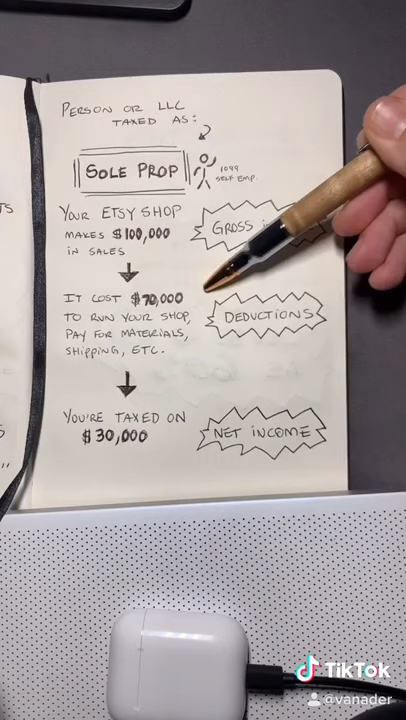 PERSON OR LLC
TAXED AS:
SOLE PROP
1099
SELF EMP.
YOUR ETSY SHOP
MAKES $100,000
IN SALES
GROSS
IT COST $70,000
TO RUN YOUR SHOP,
PAY FOR MATERIALS,
SHIPPING, ETC.
DEDUCTIONS
YOU'RE TAXED ON
$30,000
NET INCOME
TikTok
@vanader